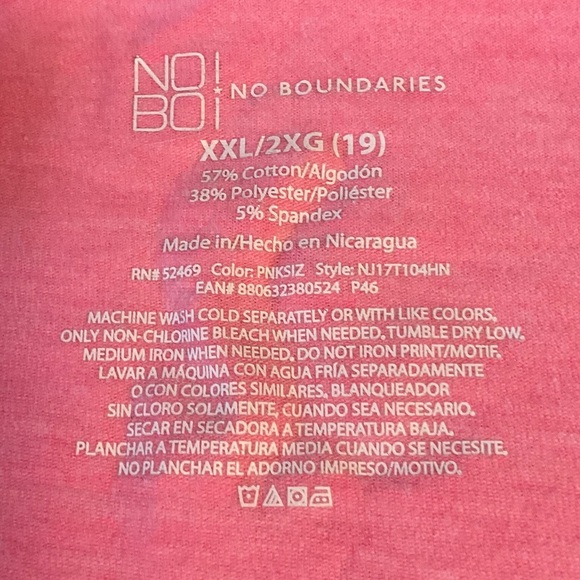 NO!
BO! NO BOUNDARIES
XXL/2XG (19)
57% Cotton/Algodón
38% Polyester/Poliéster
5% Spandex
Made in/Hecho en Nicaragua
RN# 52469 Color: PNKSIZ Style: NJ17T104HN
EAN# 880632380524 P46
MACHINE WASH COLD SEPARATELY OR WITH LIKE COLORS,
ONLY NON-CHLORINE BLEACH WHEN NEEDED, TUMBLE DRY LOW,
MEDIUM IRON WHEN NEEDED, DO NOT IRON PRINT/MOTIF.
LAVAR A MÁQUINA CON AGUA FRÍA SEPARADAMENTE
O CON COLORES SIMILARES, BLANQUEADOR
SIN CLORO SOLAMENTE, CUANDO SEA NECESARIO.
SECAR EN SECADORA A TEMPERATURA BAJA.
PLANCHAR A TEMPERATURA MEDIA CUANDO SE NECESITE.
NO PLANCHAR EL ADORNO IMPRESO/MOTIVO.